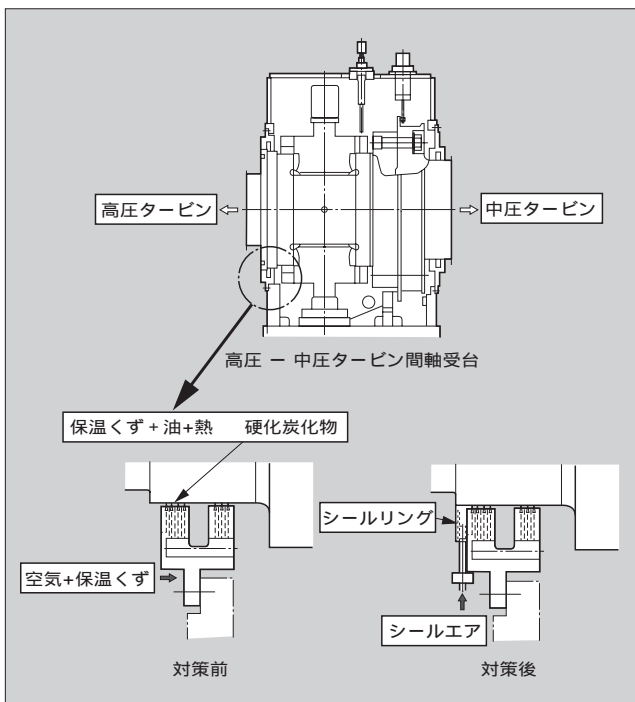 高圧タービン
中圧タービン
高圧 − 中圧タービン間軸受台
保温くず + 油+熱　硬化炭化物
シールリング
空気+保温くず
シールエア
対策前
対策後